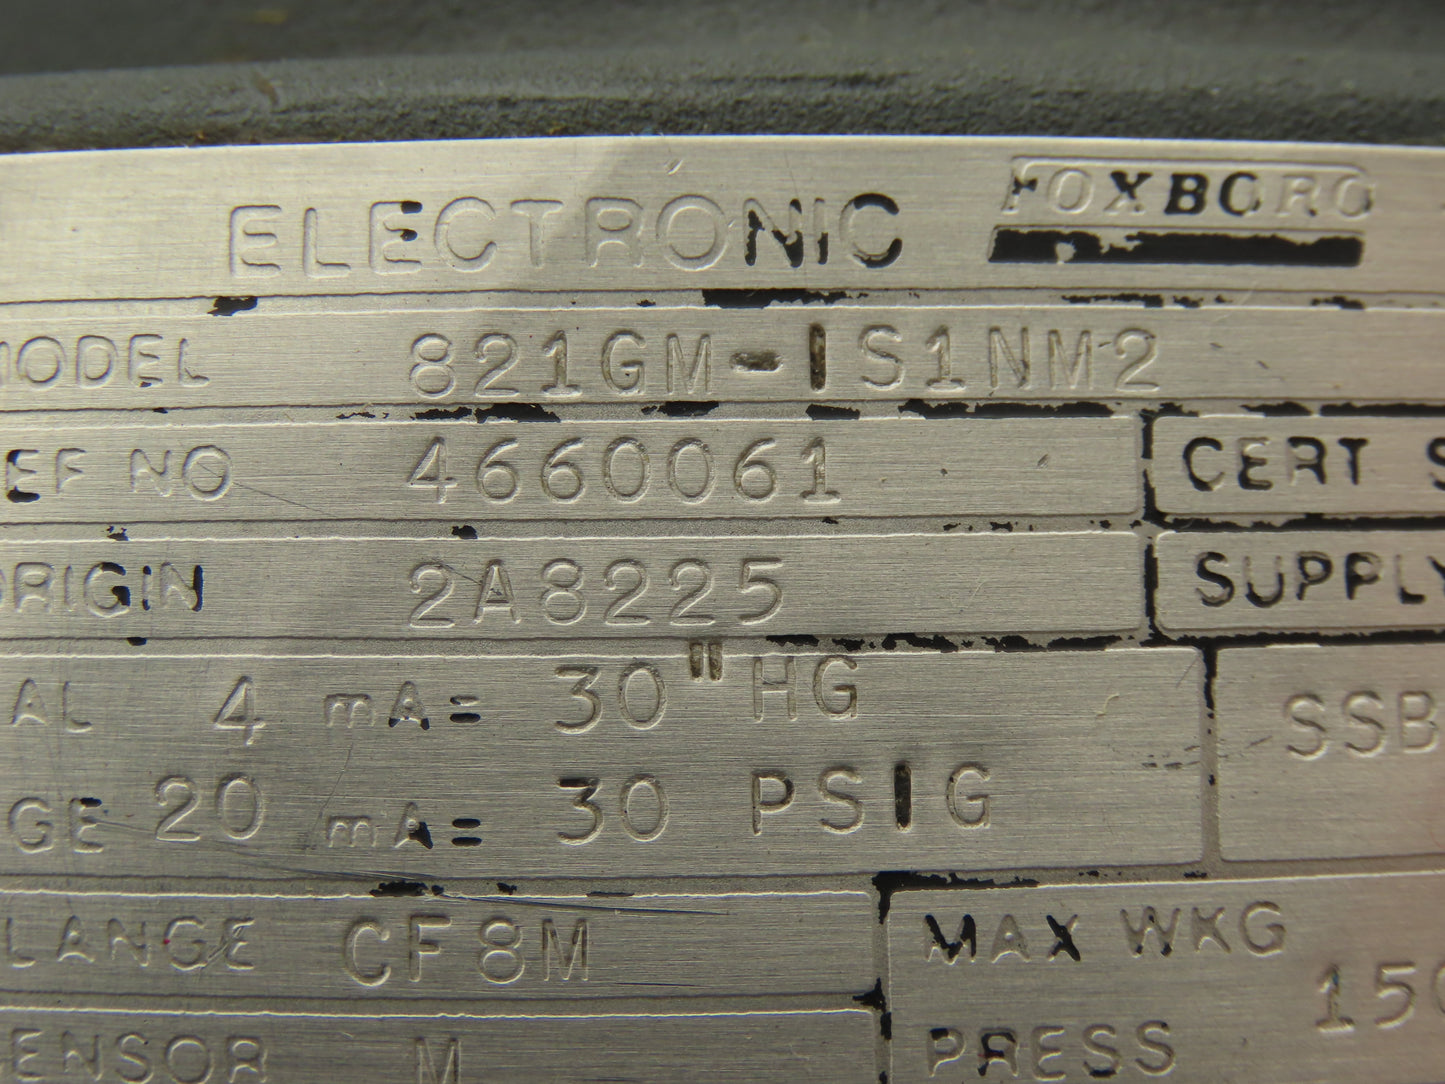 ELECTRONIC FOXBORO
MODEL 821GM-IS1NM2
EF NO 4660061 CERT S
ORIGIN 2A8225 SUPPLY
AL 4 mA= 30"HG SSB
GE 20 mA= 30 PSIG
LANGE CF8M MAX WKG
PRESS 150
ENSOR M